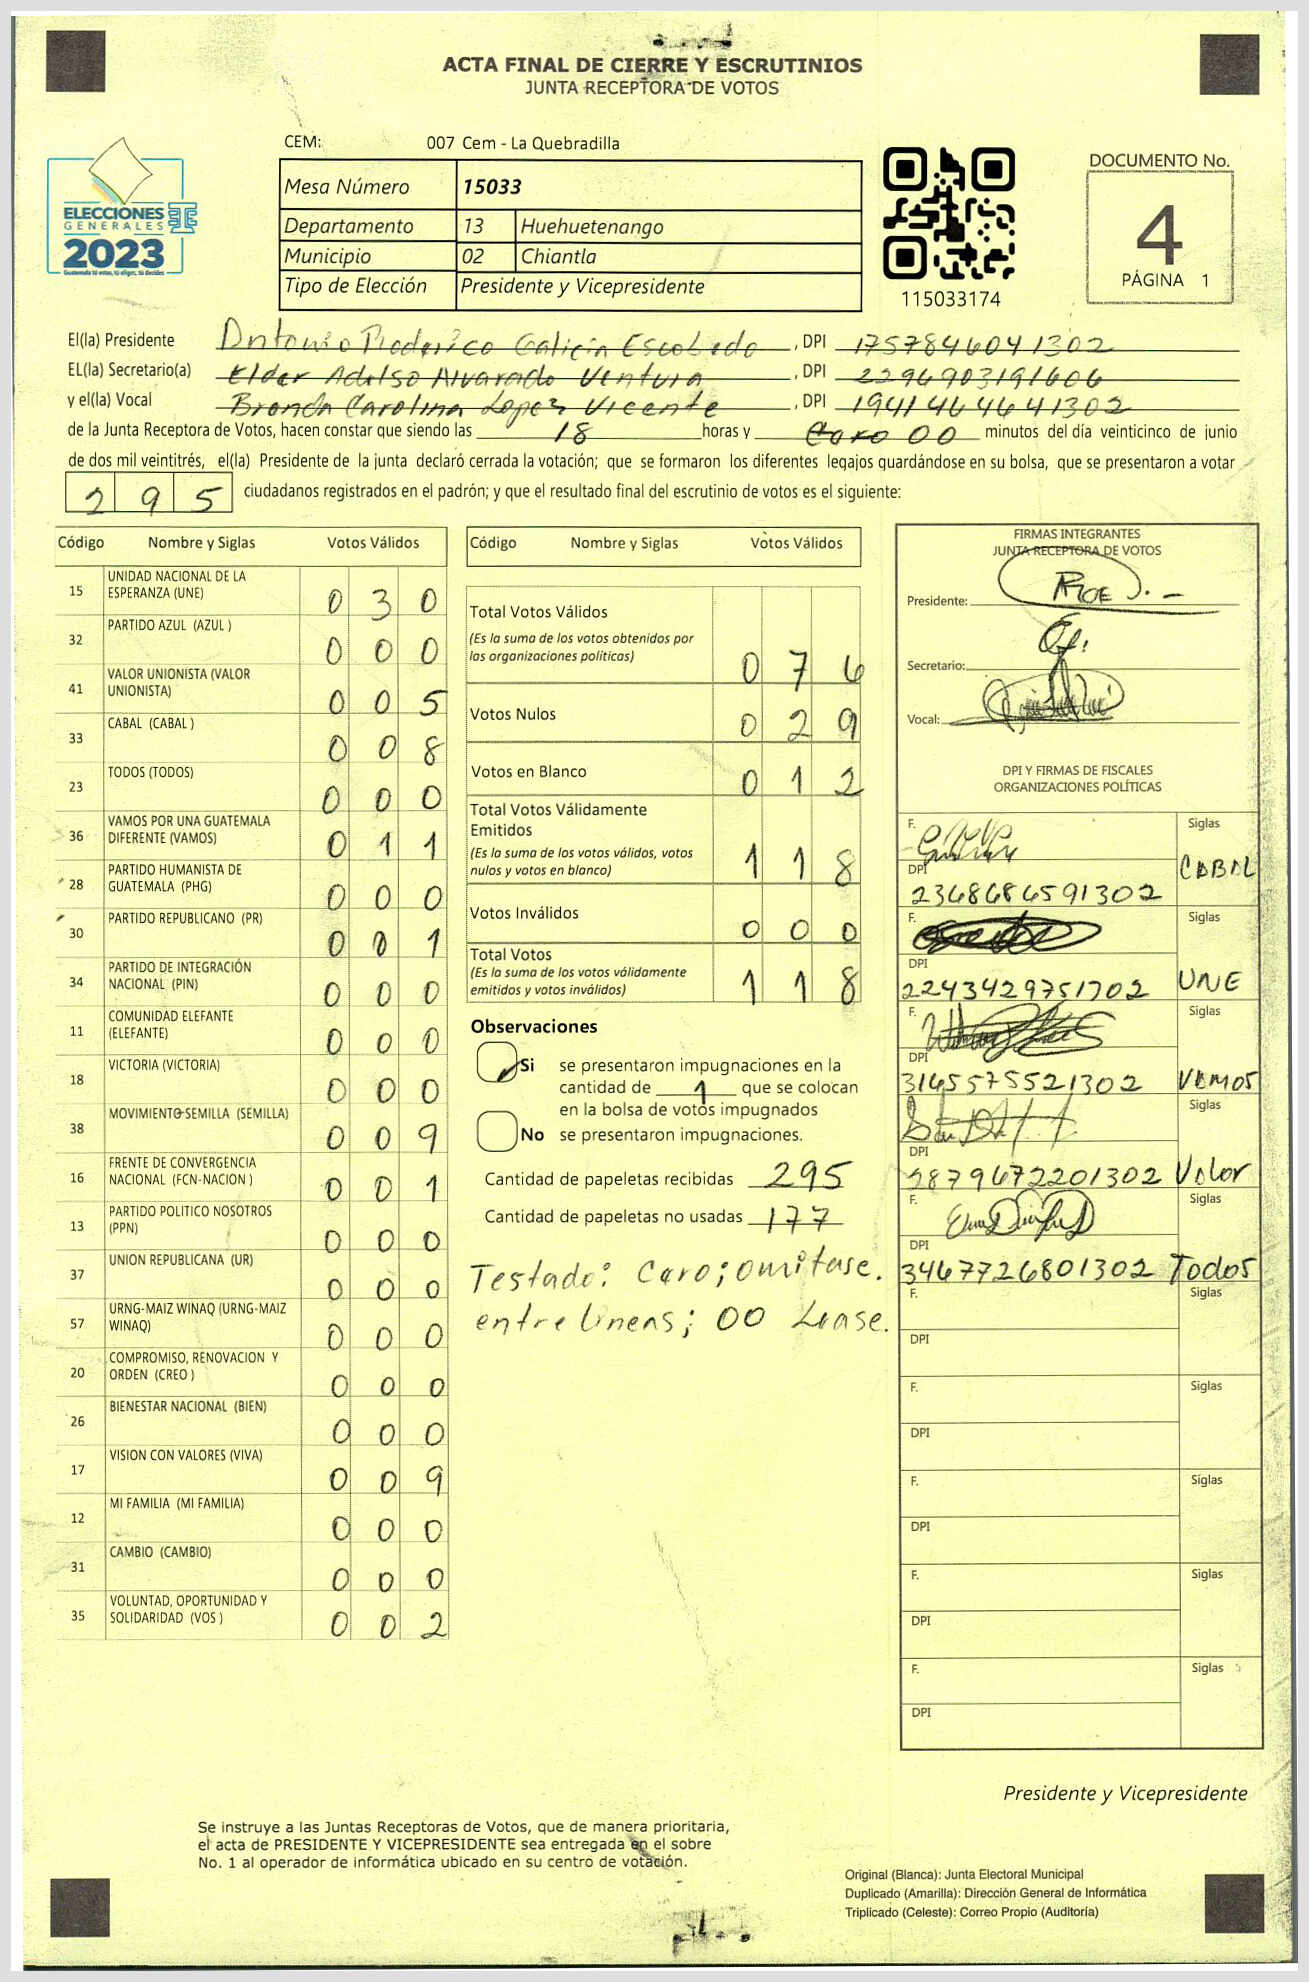 ACTA FINAL DE CIERRE Y ESCRUTINIOS
JUNTA RECEPTORA DE VOTOS
CEM: 007 Cem - La Quebradilla
Mesa Número 15033
Departamento 13 Huehuetenango
Municipio 02 Chiantla
Tipo de Elección Presidente y Vicepresidente
ELECCIONES
GENERALES
2023
Guatemala tú votas, tú eliges, tú decides
115033174
DOCUMENTO No.
4
PÁGINA 1
El(la) Presidente Antonio Roderico Galicia Escobedo, DPI 1757846041302
EL(la) Secretario(a) Elder Adelso Alvarado Ventura, DPI 2296903191606
y el(la) Vocal Brenda Carolina Lopez Vicente, DPI 1941464641302
de la Junta Receptora de Votos, hacen constar que siendo las 18 horas y Caro 00 minutos del día veinticinco de junio
de dos mil veintitrés, el(la) Presidente de la junta declaró cerrada la votación; que se formaron los diferentes legajos guardándose en su bolsa, que se presentaron a votar
295 ciudadanos registrados en el padrón; y que el resultado final del escrutinio de votos es el siguiente:
Código Nombre y Siglas Votos Válidos
15 UNIDAD NACIONAL DE LA ESPERANZA (UNE) 0 3 0
32 PARTIDO AZUL (AZUL ) 0 0 0
41 VALOR UNIONISTA (VALOR UNIONISTA) 0 0 5
33 CABAL (CABAL ) 0 0 8
23 TODOS (TODOS) 0 0 0
36 VAMOS POR UNA GUATEMALA DIFERENTE (VAMOS) 0 1 1
28 PARTIDO HUMANISTA DE GUATEMALA (PHG) 0 0 0
30 PARTIDO REPUBLICANO (PR) 0 0 1
34 PARTIDO DE INTEGRACIÓN NACIONAL (PIN) 0 0 0
11 COMUNIDAD ELEFANTE (ELEFANTE) 0 0 0
18 VICTORIA (VICTORIA) 0 0 0
38 MOVIMIENTO SEMILLA (SEMILLA) 0 0 9
16 FRENTE DE CONVERGENCIA NACIONAL (FCN-NACION ) 0 0 1
13 PARTIDO POLITICO NOSOTROS (PPN) 0 0 0
37 UNION REPUBLICANA (UR) 0 0 0
57 URNG-MAIZ WINAQ (URNG-MAIZ WINAQ) 0 0 0
20 COMPROMISO, RENOVACION Y ORDEN (CREO ) 0 0 0
26 BIENESTAR NACIONAL (BIEN) 0 0 0
17 VISION CON VALORES (VIVA) 0 0 9
12 MI FAMILIA (MI FAMILIA) 0 0 0
31 CAMBIO (CAMBIO) 0 0 0
35 VOLUNTAD, OPORTUNIDAD Y SOLIDARIDAD (VOS ) 0 0 2
Código Nombre y Siglas Votos Válidos
Total Votos Válidos
(Es la suma de los votos obtenidos por
las organizaciones políticas) 0 7 6
Votos Nulos 0 2 9
Votos en Blanco 0 1 2
Total Votos Válidamente
Emitidos
(Es la suma de los votos válidos, votos
nulos y votos en blanco) 1 1 8
Votos Inválidos 0 0 0
Total Votos
(Es la suma de los votos válidamente
emitidos y votos inválidos) 1 1 8
Observaciones
Si se presentaron impugnaciones en la
cantidad de 1 que se colocan
en la bolsa de votos impugnados
No se presentaron impugnaciones.
Cantidad de papeletas recibidas 295
Cantidad de papeletas no usadas 177
Testado: Caro; omitase.
entre lineas; 00 Lease.
FIRMAS INTEGRANTES
JUNTA RECEPTORA DE VOTOS
Presidente:
Secretario:
Vocal:
DPI Y FIRMAS DE FISCALES
ORGANIZACIONES POLÍTICAS
F. Siglas
DPI 2368686591302 CABAL
F. Siglas
DPI 2243429751702 UNE
F. Siglas
DPI 3145575521302 VAMOS
F. Siglas
DPI 2879672201302 Valor
F. Siglas
DPI 3467726801302 Todos
F. Siglas
DPI
F. Siglas
DPI
F. Siglas
DPI
F. Siglas
DPI
F. Siglas
DPI
Presidente y Vicepresidente
Se instruye a las Juntas Receptoras de Votos, que de manera prioritaria,
el acta de PRESIDENTE Y VICEPRESIDENTE sea entregada en el sobre
No. 1 al operador de informática ubicado en su centro de votación.
Original (Blanca): Junta Electoral Municipal
Duplicado (Amarilla): Dirección General de Informática
Triplicado (Celeste): Correo Propio (Auditoría)